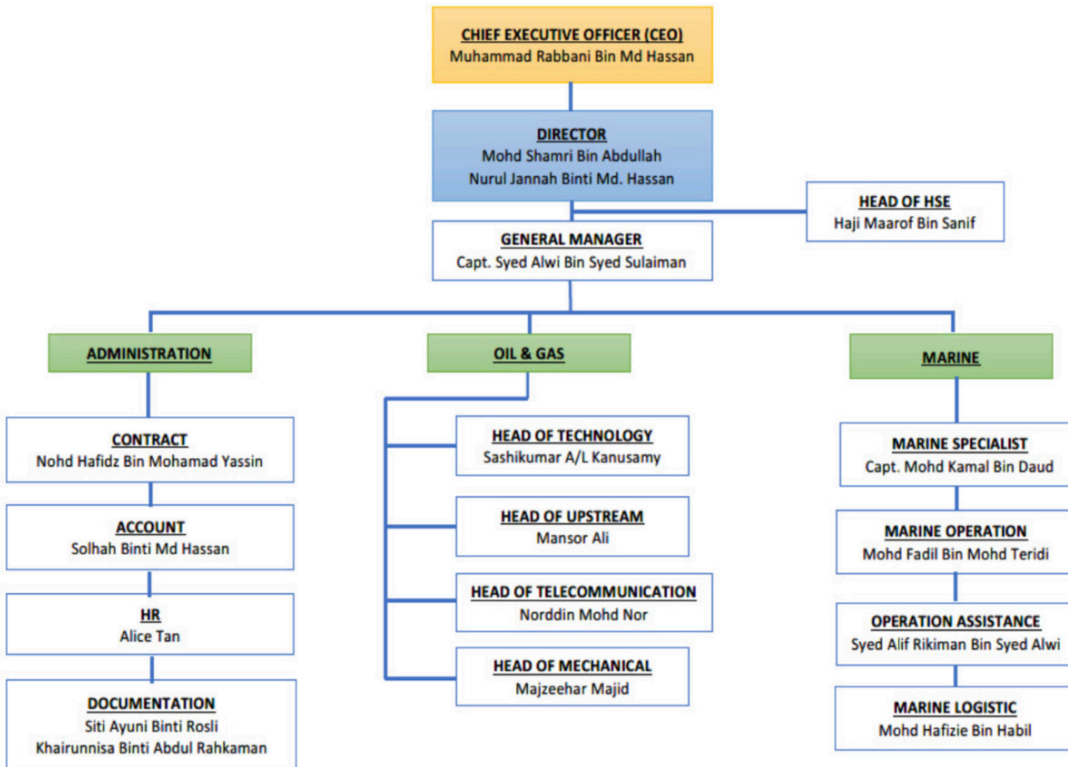 CHIEF EXECUTIVE OFFICER (CEO)
Muhammad Rabbani Bin Md Hassan
DIRECTOR
Mohd Shamri Bin Abdullah
Nurul Jannah Binti Md. Hassan
HEAD OF HSE
Haji Maarof Bin Sanif
GENERAL MANAGER
Capt. Syed Alwi Bin Syed Sulaiman
ADMINISTRATION
CONTRACT
Nohd Hafidz Bin Mohamad Yassin
ACCOUNT
Solhah Binti Md Hassan
HR
Alice Tan
DOCUMENTATION
Siti Ayuni Binti Rosli
Khairunnisa Binti Abdul Rahkaman
OIL & GAS
HEAD OF TECHNOLOGY
Sashikumar A/L Kanusamy
HEAD OF UPSTREAM
Mansor Ali
HEAD OF TELECOMMUNICATION
Norddin Mohd Nor
HEAD OF MECHANICAL
Majzeehar Majid
MARINE
MARINE SPECIALIST
Capt. Mohd Kamal Bin Daud
MARINE OPERATION
Mohd Fadil Bin Mohd Teridi
OPERATION ASSISTANCE
Syed Alif Rikiman Bin Syed Alwi
MARINE LOGISTIC
Mohd Hafizie Bin Habil